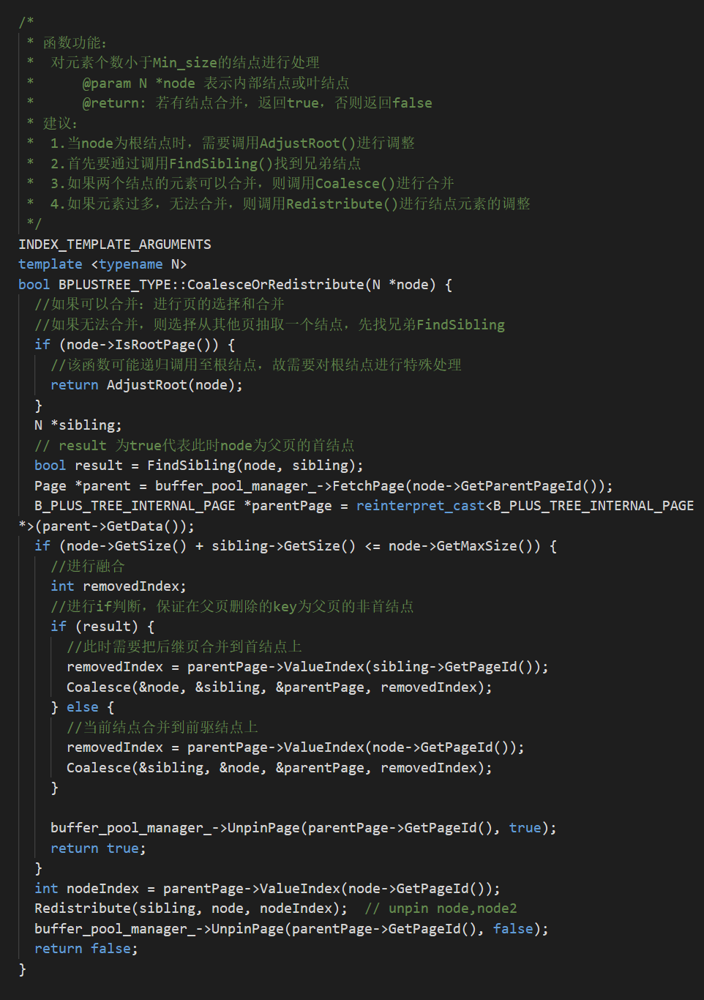 /*
 * 函数功能：
 *  对元素个数小于Min_size的结点进行处理
 *      @param N *node 表示内部结点或叶结点
 *      @return: 若有结点合并，返回true，否则返回false
 * 建议：
 *  1.当node为根结点时，需要调用AdjustRoot()进行调整
 *  2.首先要通过调用FindSibling()找到兄弟结点
 *  3.如果两个结点的元素可以合并，则调用Coalesce()进行合并
 *  4.如果元素过多，无法合并，则调用Redistribute()进行结点元素的调整
 */
INDEX_TEMPLATE_ARGUMENTS
template <typename N>
bool BPLUSTREE_TYPE::CoalesceOrRedistribute(N *node) {
  //如果可以合并：进行页的选择和合并
  //如果无法合并，则选择从其他页抽取一个结点，先找兄弟FindSibling
  if (node->IsRootPage()) {
    //该函数可能递归调用至根结点，故需要对根结点进行特殊处理
    return AdjustRoot(node);
  }
  N *sibling;
  // result 为true代表此时node为父页的首结点
  bool result = FindSibling(node, sibling);
  Page *parent = buffer_pool_manager_->FetchPage(node->GetParentPageId());
  B_PLUS_TREE_INTERNAL_PAGE *parentPage = reinterpret_cast<B_PLUS_TREE_INTERNAL_PAGE
*>(parent->GetData());
  if (node->GetSize() + sibling->GetSize() <= node->GetMaxSize()) {
    //进行融合
    int removedIndex;
    //进行if判断，保证在父页删除的key为父页的非首结点
    if (result) {
      //此时需要把后继页合并到首结点上
      removedIndex = parentPage->ValueIndex(sibling->GetPageId());
      Coalesce(&node, &sibling, &parentPage, removedIndex);
    } else {
      //当前结点合并到前驱结点上
      removedIndex = parentPage->ValueIndex(node->GetPageId());
      Coalesce(&sibling, &node, &parentPage, removedIndex);
    }

    buffer_pool_manager_->UnpinPage(parentPage->GetPageId(), true);
    return true;
  }
  int nodeIndex = parentPage->ValueIndex(node->GetPageId());
  Redistribute(sibling, node, nodeIndex);  // unpin node,node2
  buffer_pool_manager_->UnpinPage(parentPage->GetPageId(), false);
  return false;
}